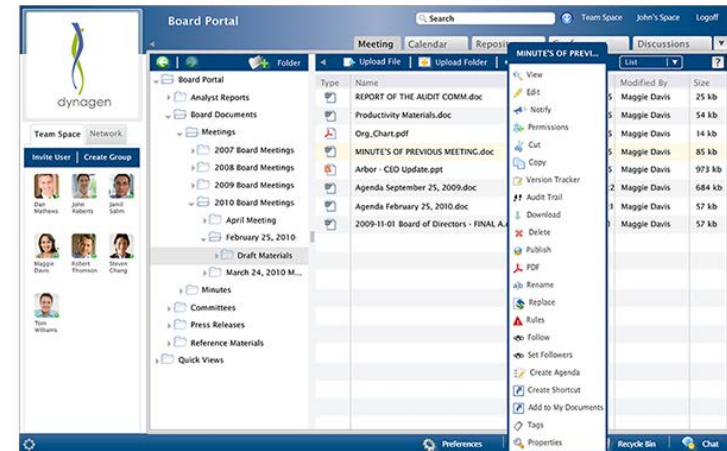 Board Portal
Search
Team Space
John's Space
Logoff
Meeting
Calendar
Discussions
Folder
Upload File
Upload Folder
List
?
dynagen
Team Space
Network
Invite User
Create Group
Dan Mathews
John Roberts
Jamil Salim
Maggie Davis
Robert Thomson
Steven Chang
Tom Williams
Board Portal
Analyst Reports
Board Documents
Meetings
2007 Board Meetings
2008 Board Meetings
2009 Board Meetings
2010 Board Meetings
April Meeting
February 25, 2010
Draft Materials
March 24, 2010 M...
Minutes
Committees
Press Releases
Reference Materials
Quick Views
Type Name Modified By Size
REPORT OF THE AUDIT COMM.doc Maggie Davis 25 kb
Productivity Materials.doc Maggie Davis 54 kb
Org_Chart.pdf Maggie Davis 14 kb
MINUTE'S OF PREVIOUS MEETING.doc Maggie Davis 85 kb
Arbor - CEO Update.ppt Maggie Davis 973 kb
Agenda September 25, 2009.doc Maggie Davis 684 kb
Agenda February 25, 2010.doc Maggie Davis 57 kb
2009-11-01 Board of Directors - FINAL Maggie Davis 57 kb
MINUTE'S OF PREVI...
View
Edit
Notify
Permissions
Cut
Copy
Version Tracker
Audit Trail
Download
Delete
Publish
PDF
Rename
Replace
Rules
Follow
Set Followers
Create Agenda
Create Shortcut
Add to My Documents
Tags
Properties
Preferences
Recycle Bin
Chat